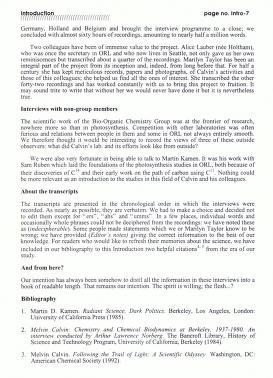 Introduction page no. Intro-7
Germany, Holland and Belgium and brought the interview programme to a close; we
concluded with almost sixty hours of recordings, amounting to nearly half a million words.
Two colleagues have been of immense value to the project. Alice Lauber (née Holtham),
who was once the secretary in ORL and who now lives in Seattle, not only gave us her own
reminiscences but transcribed about a quarter of the recordings. Marilyn Taylor has been an
integral part of the project from its inception and, indeed, from long before that. For half a
century she has kept meticulous records, papers and photographs, of Calvin's activities and
those of his colleagues; she helped us find all the ones of interest. She transcribed the other
forty-two recordings and has worked constantly with us to bring this project to fruition. It
may sound trite to write that without her we would never have done it but it is nevertheless
true.
Interviews with non-group members
The scientific work of the Bio-Organic Chemistry Group was at the frontier of research,
nowhere more so than in photosynthesis. Competition with other laboratories was often
furious and relations between people in them and some in ORL not always entirely smooth.
We therefore thought it would be interesting to record the views of three of these outside
observers: what did Calvin's lab and its efforts look like from outside?
We were also very fortunate in being able to talk to Martin Kamen. It was his work with
Sam Ruben which laid the foundations of the photosynthesis studies in ORL, both because of
their discoveries of C14 and their early work on the path of carbon using C11. Nothing could
be more relevant as an introduction to the studies in this field of Calvin and his colleagues.
About the transcripts
The transcripts are presented in the chronological order in which the interviews were
recorded. As nearly as possible, they are verbatim. We had to make a choice and decided not
to edit them except for "ers", "ahs" and "umms". In a few places, individual words and
occasionally whole phrases could not be deciphered from the recordings; we have noted these
as (indecipherable). Some people made statements which we or Marilyn Taylor know to be
wrong; we have provided (Editor's notes) giving the correct information to the best of our
knowledge. For readers who would like to refresh their memories about the science, we have
included in our bibliography to this Introduction two helpful citations from the era of our
study.
And from here?
Our intention has always been somehow to distil all the information in these interviews into a
book of readable length. That remains our intention. The spirit is willing; the flesh...?
Bibliography
1. Martin D. Kamen. Radiant Science, Dark Politics. Berkeley, Los Angeles, London:
University of California Press (1985).
2. Melvin Calvin. Chemistry and Chemical Biodynamics at Berkeley, 1937-1980. An
interview conducted by Arthur Lawrence Norberg. The Bancroft Library, History of
Science and Technology Program, University of California, Berkeley (1984).
3. Melvin Calvin. Following the Trail of Light: A Scientific Odyssey. Washington, DC:
American Chemical Society (1992).